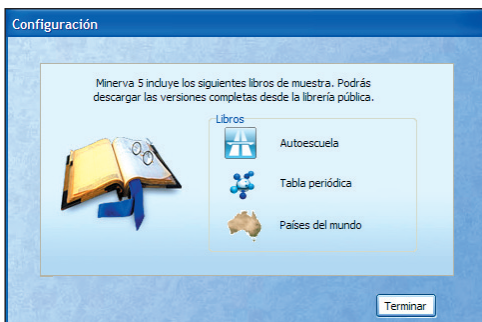 Configuración
Minerva 5 incluye los siguientes libros de muestra. Podrás
descargar las versiones completas desde la librería pública.
Libros
Autoescuela
Tabla periódica
Países del mundo
Terminar